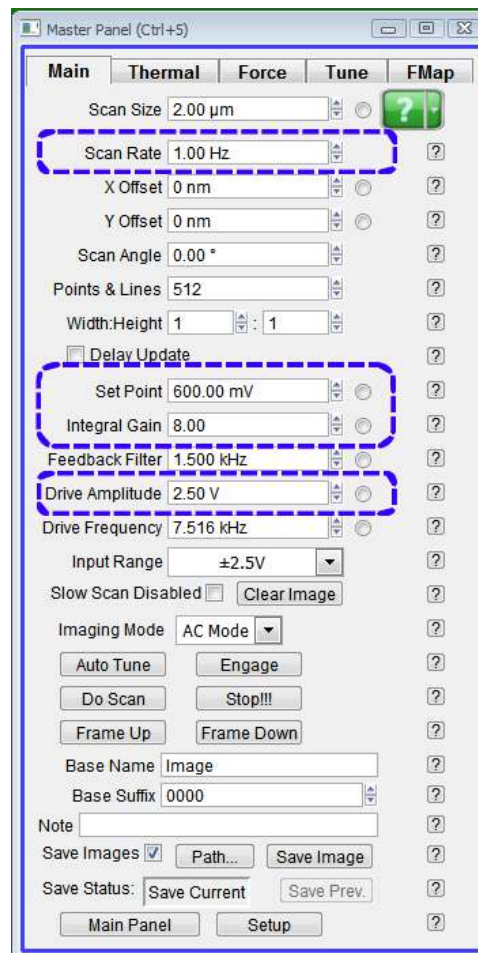 Master Panel (Ctrl+5)
Main Thermal Force Tune FMap
Scan Size 2.00 µm ?
Scan Rate 1.00 Hz ?
X Offset 0 nm ?
Y Offset 0 nm ?
Scan Angle 0.00 ° ?
Points & Lines 512 ?
Width:Height 1 : 1 ?
Delay Update ?
Set Point 600.00 mV ?
Integral Gain 8.00 ?
Feedback Filter 1.500 kHz ?
Drive Amplitude 2.50 V ?
Drive Frequency 7.516 kHz ?
Input Range ±2.5V ?
Slow Scan Disabled Clear Image ?
Imaging Mode AC Mode ?
Auto Tune Engage ?
Do Scan Stop!!! ?
Frame Up Frame Down ?
Base Name Image ?
Base Suffix 0000 ?
Note ?
Save Images Path... Save Image ?
Save Status: Save Current Save Prev. ?
Main Panel Setup ?